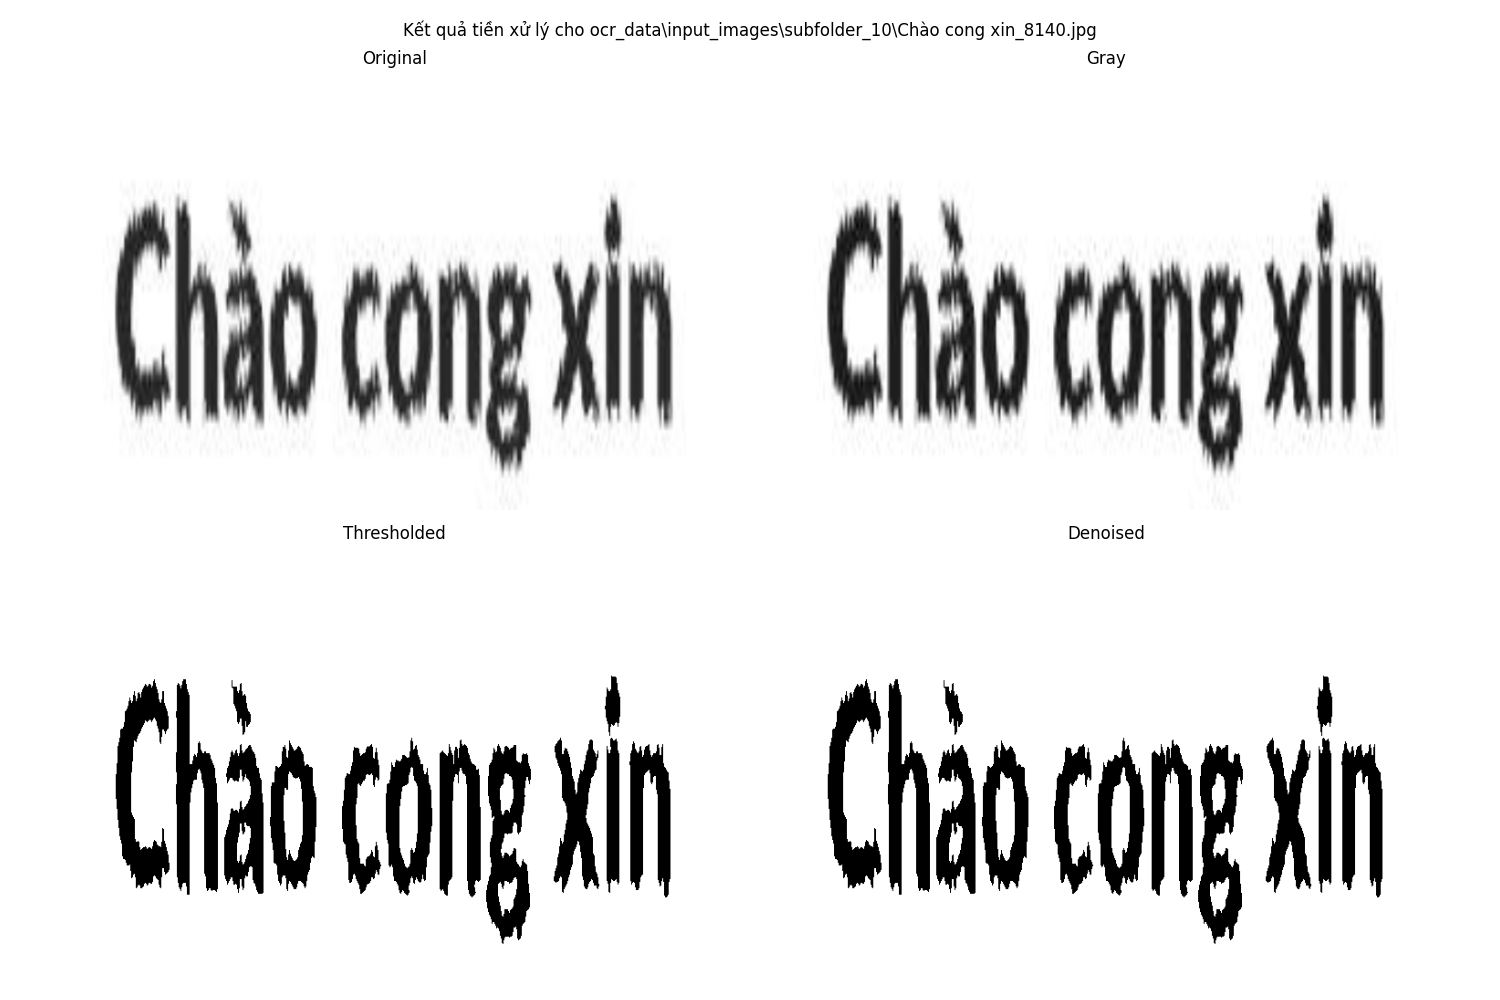 Kết quả tiền xử lý cho ocr_data\input_images\subfolder_10\Chào cong xin_8140.jpg
Original
Gray
Chào cong xin
Chào cong xin
Thresholded
Denoised
Chào cong xin
Chào cong xin